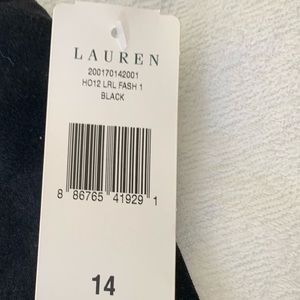 LAUREN
200170142001
HO12 LRL FASH 1
BLACK
8 86765 41929 1
14